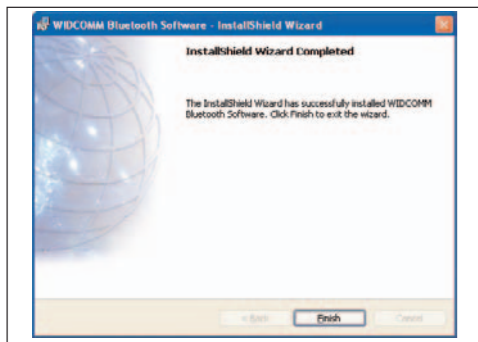 WIDCOMM Bluetooth Software - InstallShield Wizard
InstallShield Wizard Completed
The InstallShield Wizard has successfully installed WIDCOMM
Bluetooth Software. Click Finish to exit the wizard.
< Back Finish Cancel